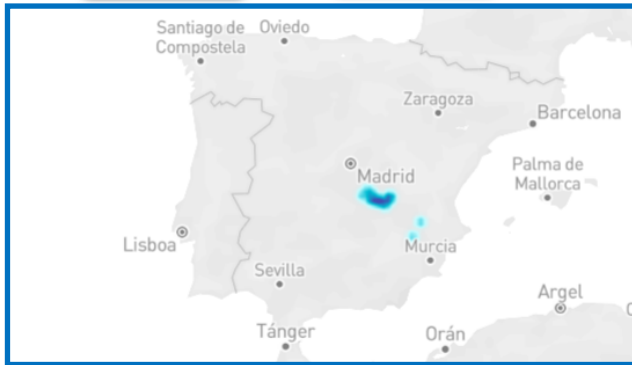 Santiago de
Compostela
Oviedo
Zaragoza
Barcelona
Madrid
Palma de
Mallorca
Lisboa
Murcia
Sevilla
Argel
Tánger
Orán